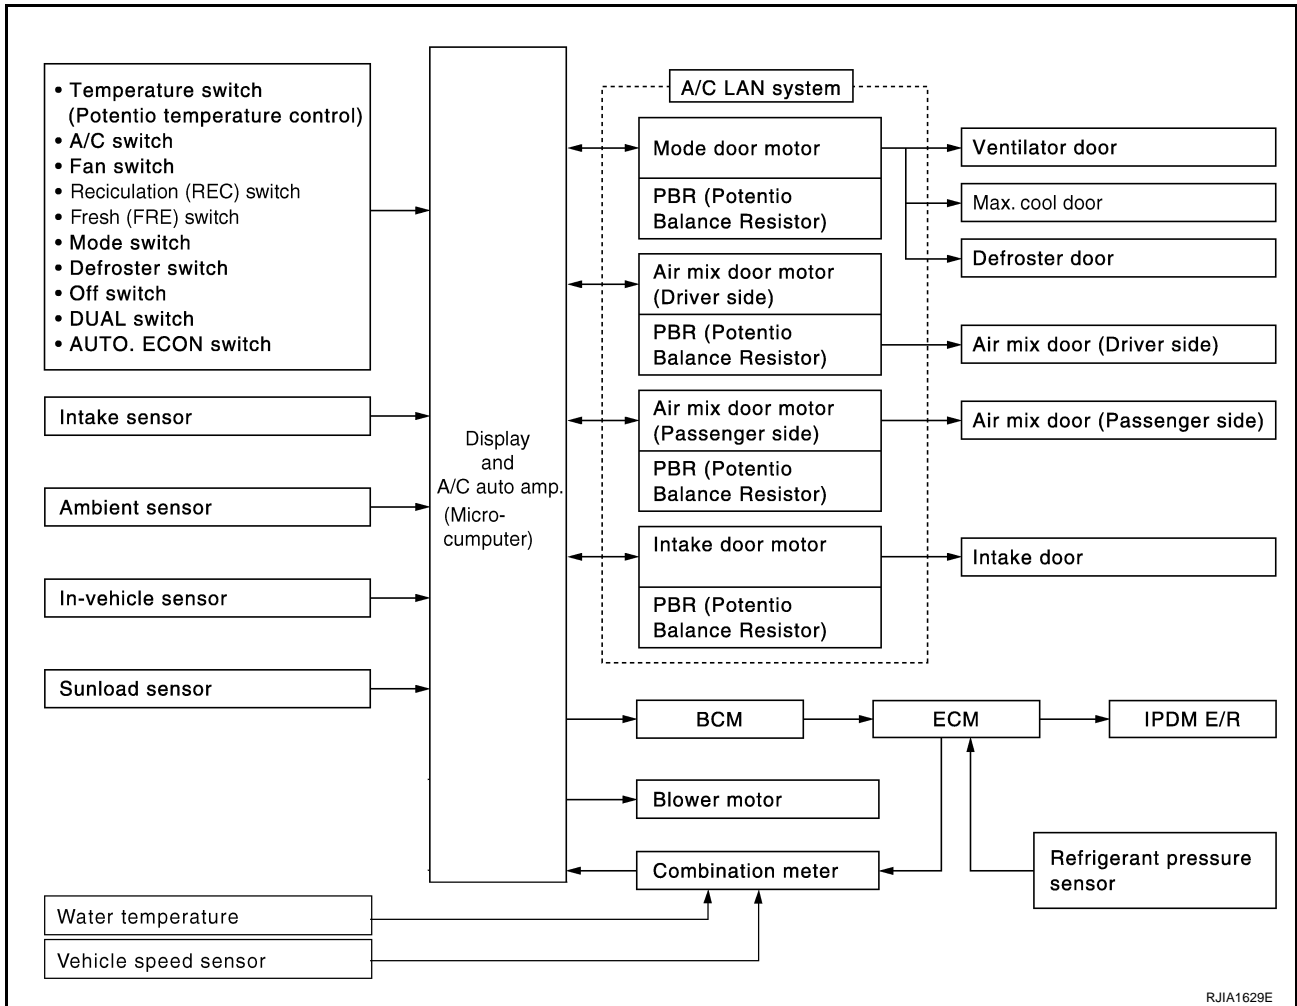 • Temperature switch
(Potentio temperature control)
• A/C switch
• Fan switch
• Reciculation (REC) switch
• Fresh (FRE) switch
• Mode switch
• Defroster switch
• Off switch
• DUAL switch
• AUTO. ECON switch
Intake sensor
Ambient sensor
In-vehicle sensor
Sunload sensor
Water temperature
Vehicle speed sensor
Display
and
A/C auto amp.
(Micro-
cumputer)
A/C LAN system
Mode door motor
PBR (Potentio
Balance Resistor)
Air mix door motor
(Driver side)
PBR (Potentio
Balance Resistor)
Air mix door motor
(Passenger side)
PBR (Potentio
Balance Resistor)
Intake door motor
PBR (Potentio
Balance Resistor)
Ventilator door
Max. cool door
Defroster door
Air mix door (Driver side)
Air mix door (Passenger side)
Intake door
BCM
ECM
IPDM E/R
Blower motor
Combination meter
Refrigerant pressure
sensor
RJIA1629E